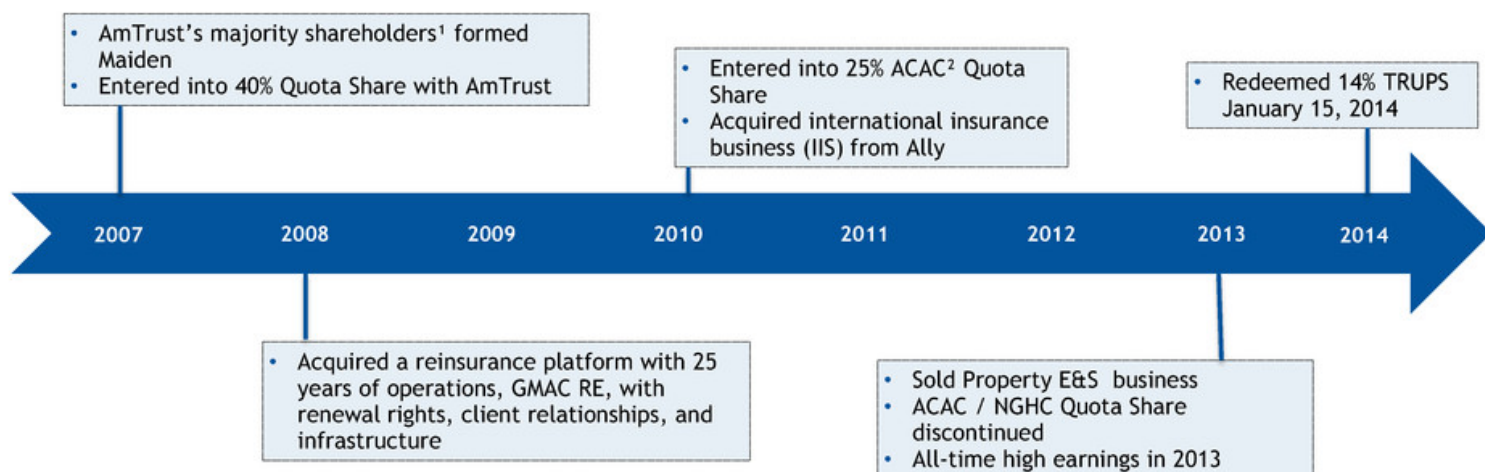 • AmTrust's majority shareholders¹ formed
Maiden
• Entered into 40% Quota Share with AmTrust
• Entered into 25% ACAC² Quota
Share
• Acquired international insurance
business (IIS) from Ally
• Redeemed 14% TRUPS
January 15, 2014
2007 2008 2009 2010 2011 2012 2013 2014
• Acquired a reinsurance platform with 25
years of operations, GMAC RE, with
renewal rights, client relationships, and
infrastructure
• Sold Property E&S business
• ACAC / NGHC Quota Share
discontinued
• All-time high earnings in 2013